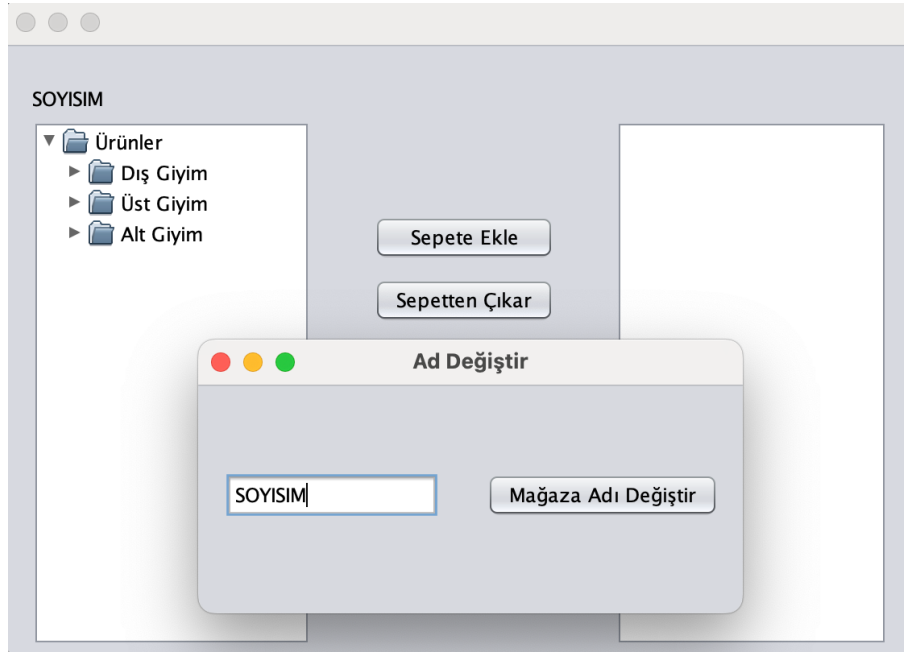 SOYISIM
Ürünler
Dış Giyim
Üst Giyim
Alt Giyim
Sepete Ekle
Sepetten Çıkar
Ad Değiştir
SOYISIM
Mağaza Adı Değiştir